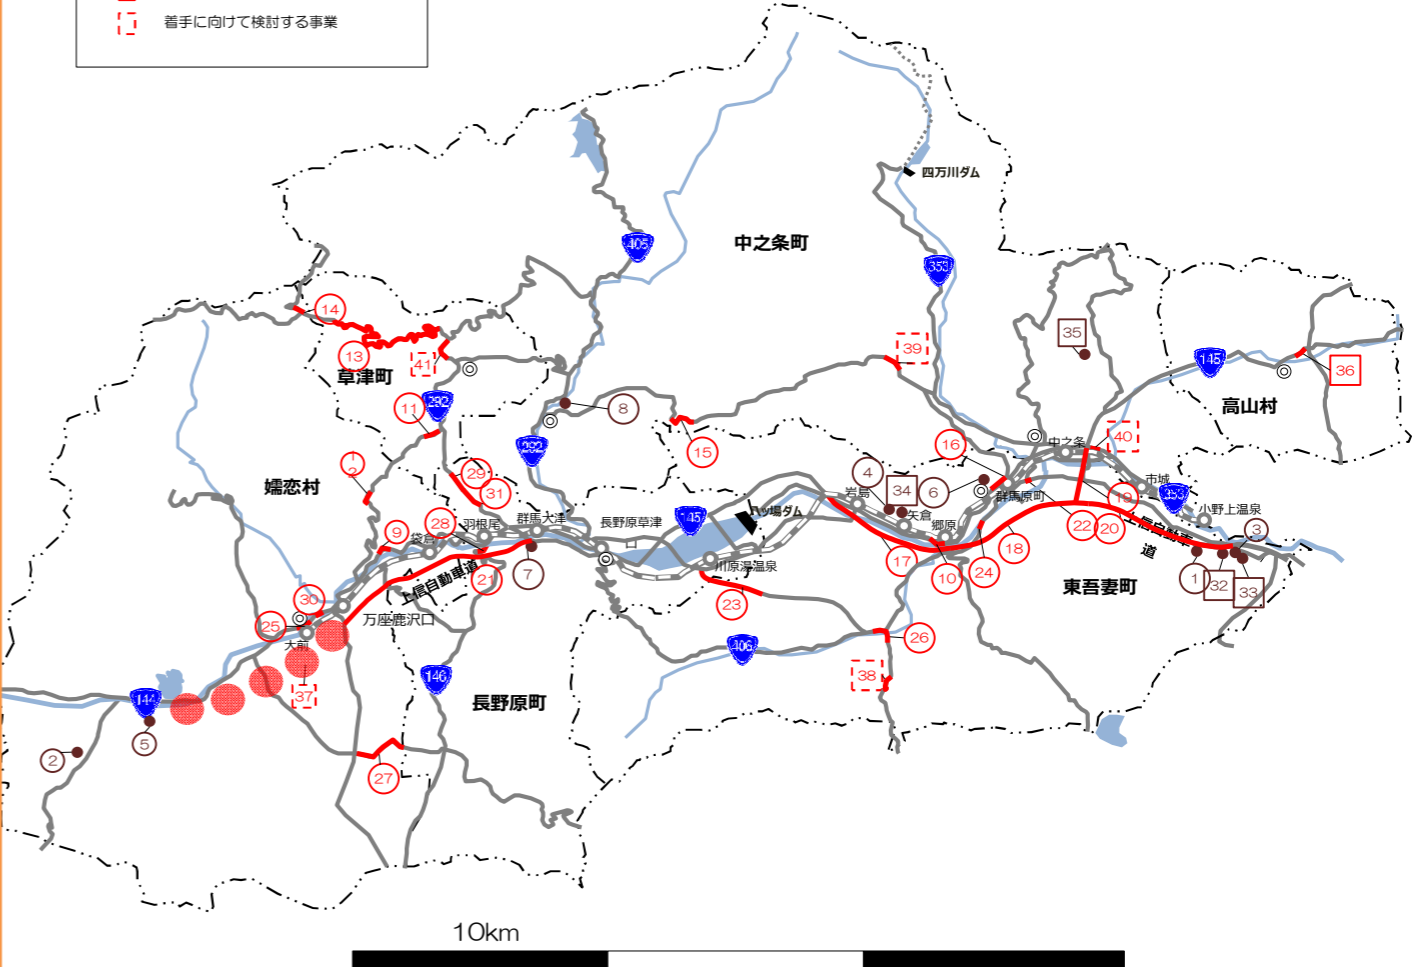 着手に向けて検討する事業
四万川ダム
405
中之条町
353
14
35
13
39
145
36
41
草津町
292
高山村
11
8
292
40
16
中之条
15
12
29
4
34
6
市城
嬬恋村
31
群馬原町
19
353
岩島
小野上温泉
28
羽根尾
群馬大津
長野原草津
145
八ッ場ダム
矢倉
22
20
上信自動車道
3
9
袋倉
郷原
18
17
10
24
21
7
川原湯温泉
東吾妻町
1
32
33
上信自動車道
23
30
万座鹿沢口
25
大前
26
406
146
38
37
144
長野原町
5
2
27
10km